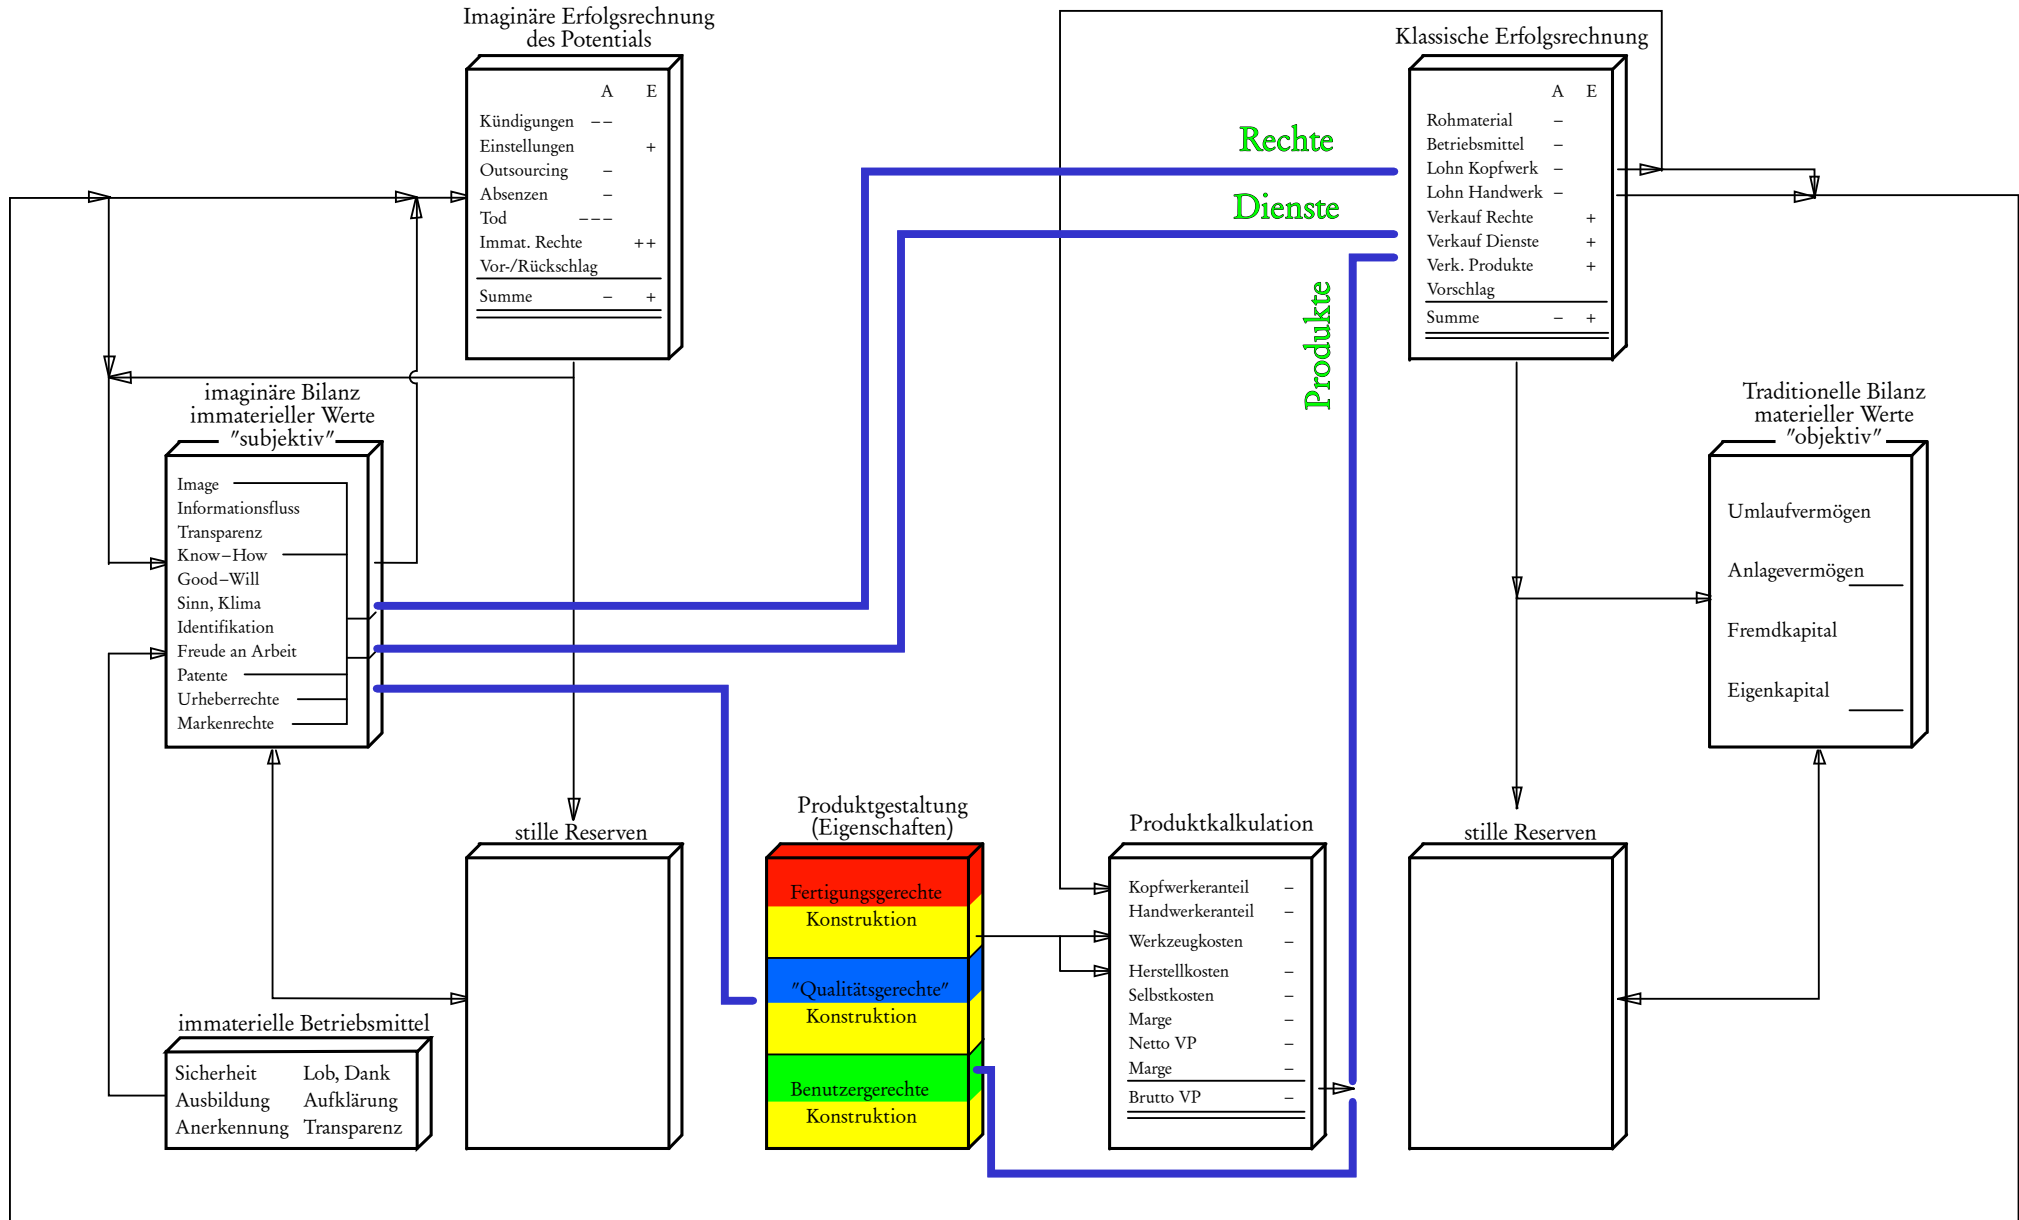 Imaginäre Erfolgsrechnung
des Potentials
A E
Kündigungen – –
Einstellungen +
Outsourcing –
Absenzen –
Tod – – –
Immat. Rechte + +
Vor-/Rückschlag
Summe – +
Klassische Erfolgsrechnung
A E
Rohmaterial –
Betriebsmittel –
Lohn Kopfwerk –
Lohn Handwerk –
Verkauf Rechte +
Verkauf Dienste +
Verk. Produkte +
Vorschlag
Summe – +
Rechte
Dienste
Produkte
imaginäre Bilanz
immaterieller Werte
"subjektiv"
Image
Informationsfluss
Transparenz
Know–How
Good–Will
Sinn, Klima
Identifikation
Freude an Arbeit
Patente
Urheberrechte
Markenrechte
Traditionelle Bilanz
materieller Werte
"objektiv"
Umlaufvermögen
Anlagevermögen
Fremdkapital
Eigenkapital
immaterielle Betriebsmittel
Sicherheit Lob, Dank
Ausbildung Aufklärung
Anerkennung Transparenz
stille Reserven
Produktgestaltung
(Eigenschaften)
Fertigungsgerechte
Konstruktion
"Qualitätsgerechte"
Konstruktion
Benutzergerechte
Konstruktion
Produktkalkulation
Kopfwerkeranteil –
Handwerkeranteil –
Werkzeugkosten –
Herstellkosten –
Selbstkosten –
Marge –
Netto VP –
Marge –
Brutto VP –
stille Reserven